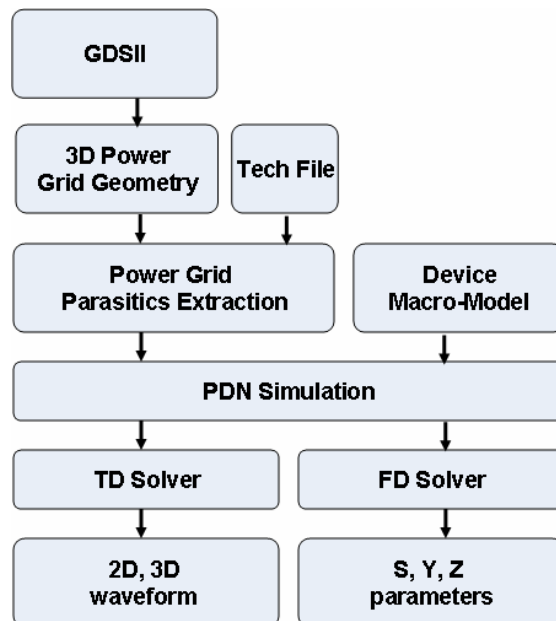 GDSII
3D Power
Grid Geometry
Tech File
Power Grid
Parasitics Extraction
Device
Macro-Model
PDN Simulation
TD Solver
FD Solver
2D, 3D
waveform
S, Y, Z
parameters